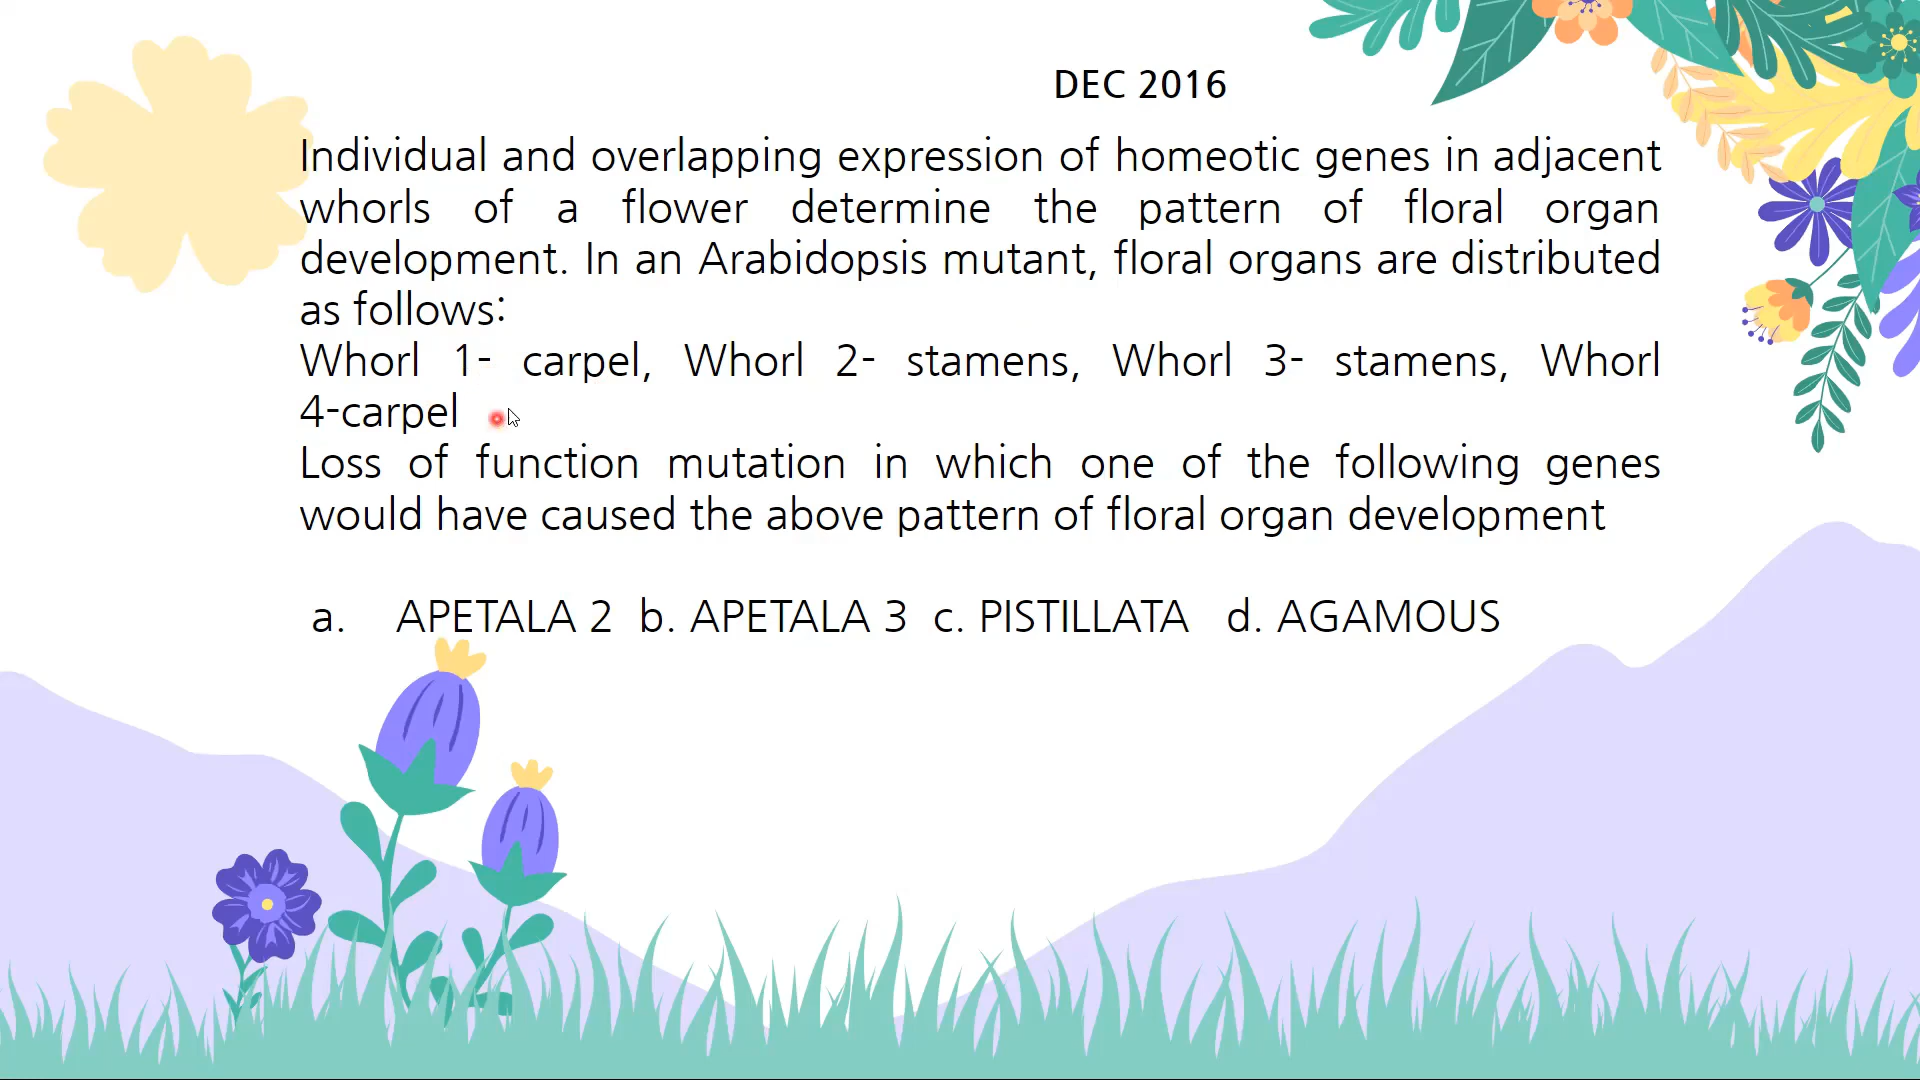 DEC 2016
Individual and overlapping expression of homeotic genes in adjacent
whorls of a flower determine the pattern of floral organ
development. In an Arabidopsis mutant, floral organs are distributed
as follows:
Whorl 1- carpel, Whorl 2- stamens, Whorl 3- stamens, Whorl
4-carpel
Loss of function mutation in which one of the following genes
would have caused the above pattern of floral organ development
a. APETALA 2 b. APETALA 3 c. PISTILLATA d. AGAMOUS